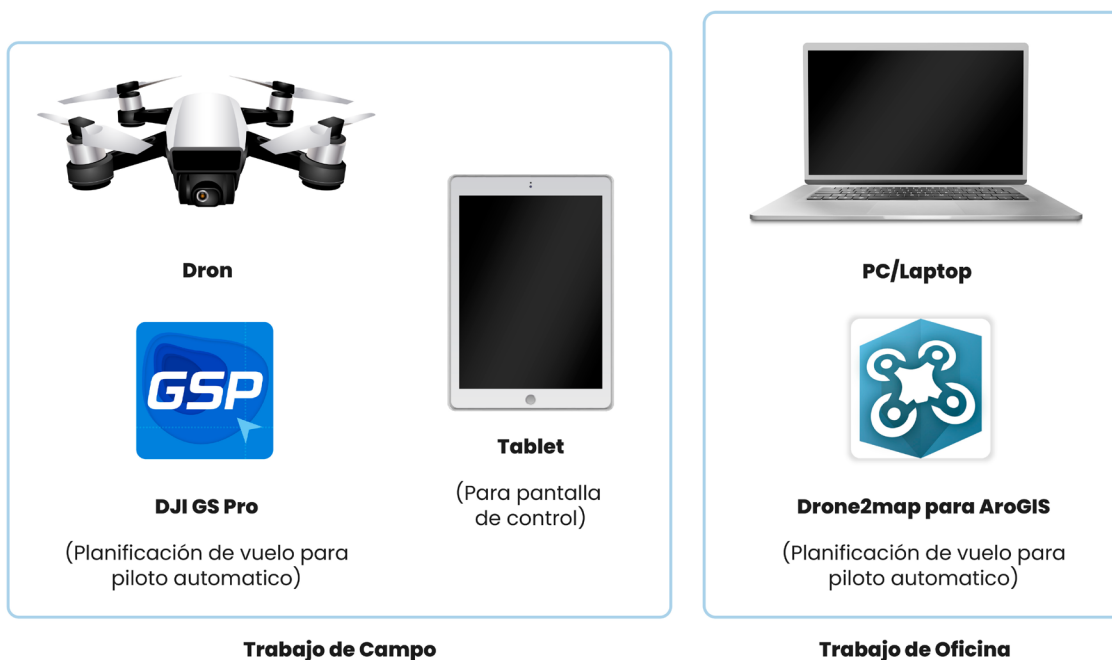 Dron
GSP
DJI GS Pro
(Planificación de vuelo para
piloto automatico)
Tablet
(Para pantalla
de control)
Trabajo de Campo
PC/Laptop
Drone2map para AroGIS
(Planificación de vuelo para
piloto automatico)
Trabajo de Oficina